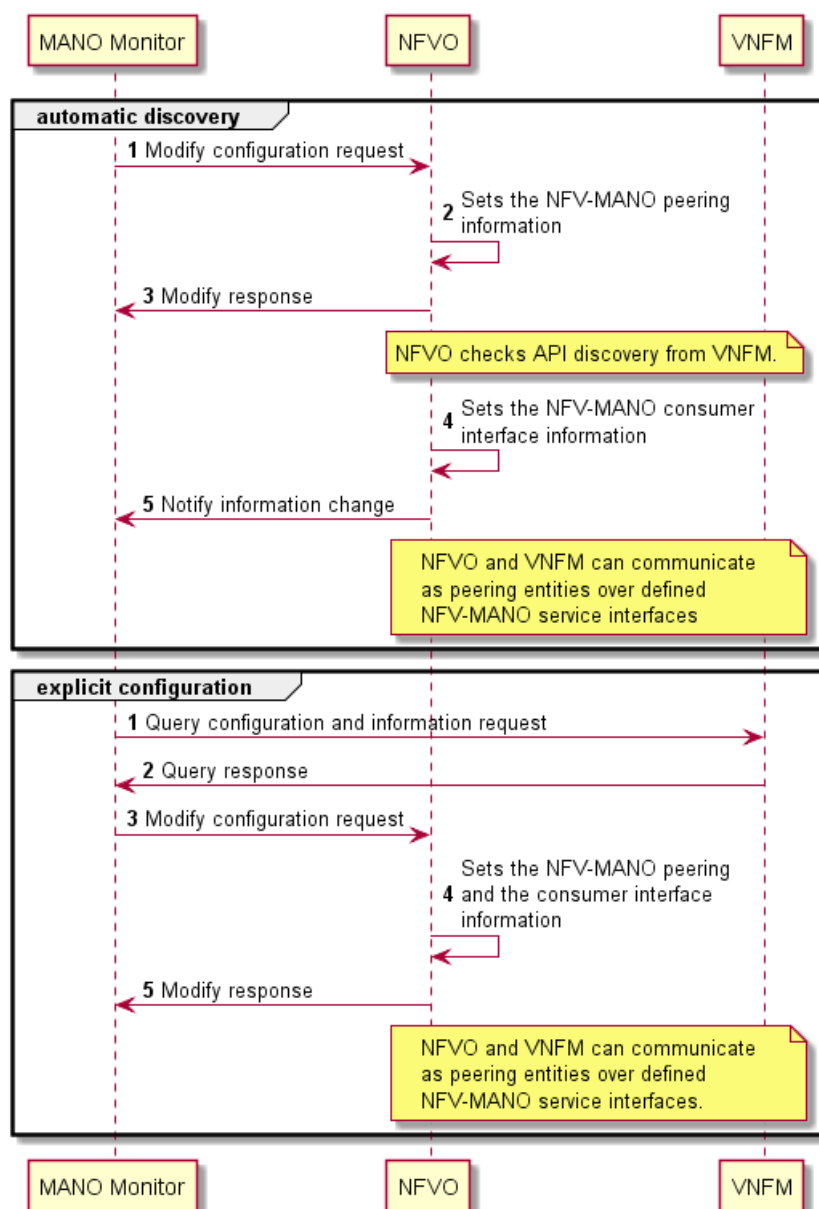 MANO Monitor
NFVO
VNFM
automatic discovery
1 Modify configuration request
Sets the NFV-MANO peering
2
information
3 Modify response
NFVO checks API discovery from VNFM.
Sets the NFV-MANO consumer
4
interface information
5 Notify information change
NFVO and VNFM can communicate
as peering entities over defined
NFV-MANO service interfaces
explicit configuration
1 Query configuration and information request
2 Query response
3 Modify configuration request
Sets the NFV-MANO peering
4 and the consumer interface
information
5 Modify response
NFVO and VNFM can communicate
as peering entities over defined
NFV-MANO service interfaces.
MANO Monitor
NFVO
VNFM